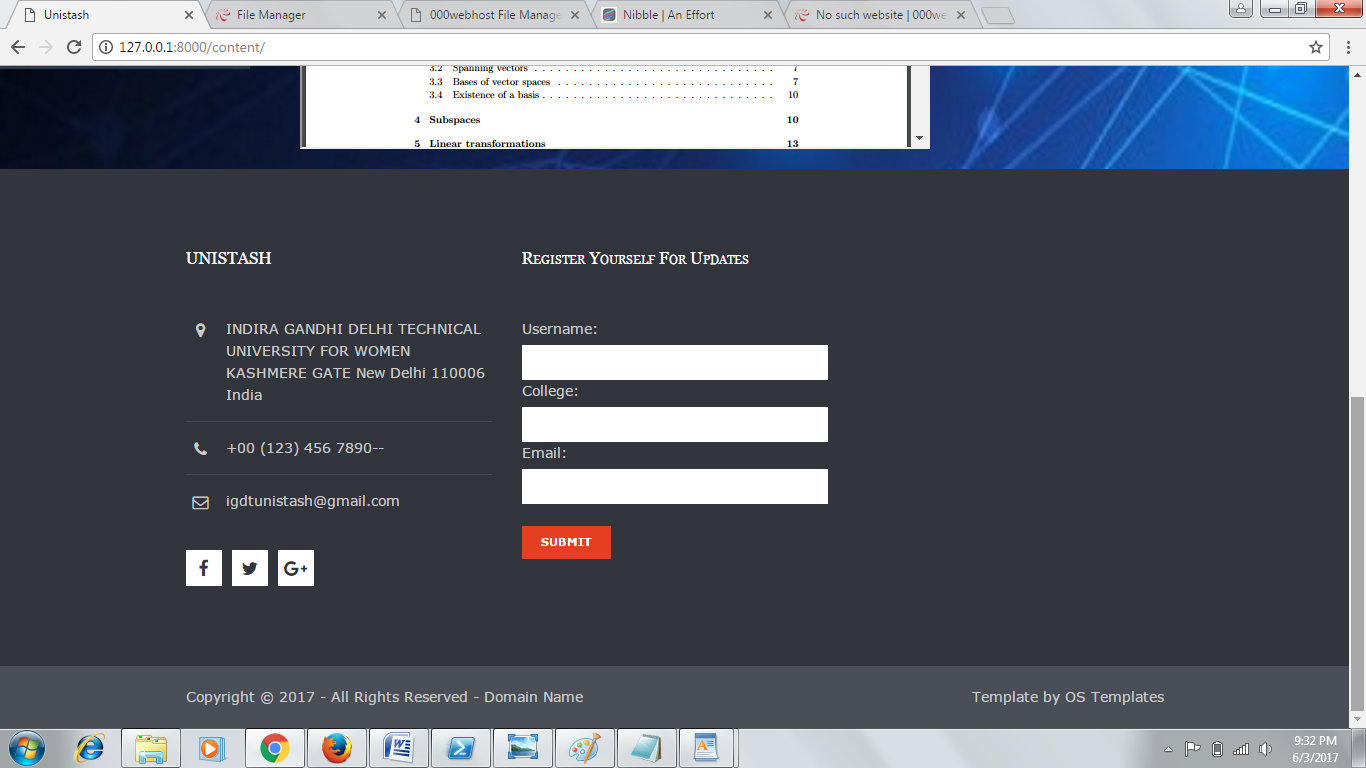 Unistash
File Manager
000webhost File Manage
Nibble | An Effort
No such website | 000we
127.0.0.1:8000/content/
3.2 Spanning vectors . . . . . . . . . . . . . . . . . . . . . . . . . . . . . . . 7
3.3 Bases of vector spaces . . . . . . . . . . . . . . . . . . . . . . . . . . . . 7
3.4 Existence of a basis . . . . . . . . . . . . . . . . . . . . . . . . . . . . . . 10
4 Subspaces 10
5 Linear transformations 13
UNISTASH
Register Yourself For Updates
INDIRA GANDHI DELHI TECHNICAL
UNIVERSITY FOR WOMEN
KASHMERE GATE New Delhi 110006
India
+00 (123) 456 7890--
igdtunistash@gmail.com
Username:
College:
Email:
SUBMIT
Copyright © 2017 - All Rights Reserved - Domain Name
Template by OS Templates
9:32 PM
6/3/2017